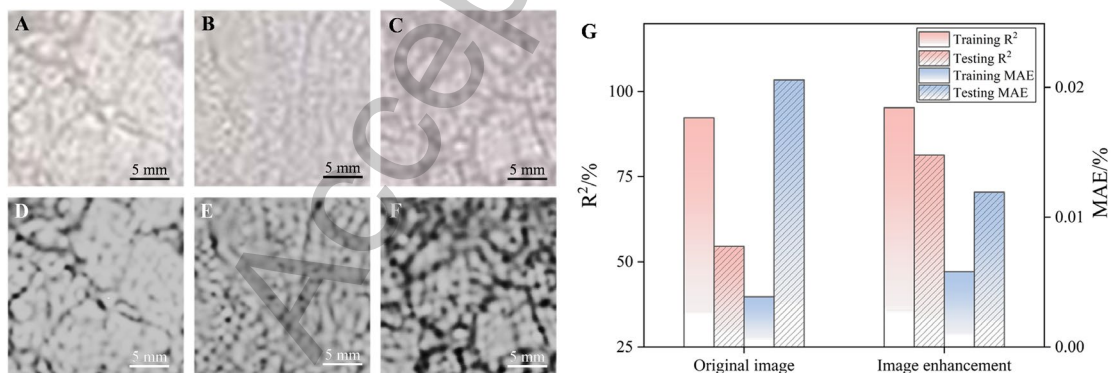 A
B
C
5 mm
5 mm
5 mm
D
E
F
5 mm
5 mm
5 mm
Accep
G
Training R²
Testing R²
Training MAE
Testing MAE
R²/%
100
75
50
25
MAE/%
0.02
0.01
0.00
Original image
Image enhancement